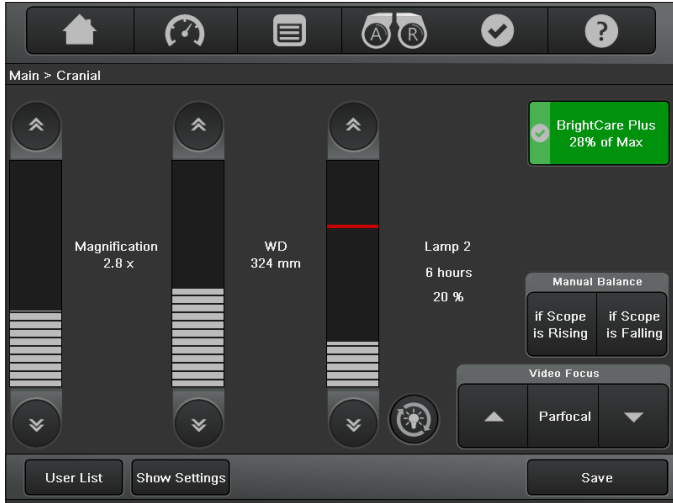 A R ?
Main > Cranial
BrightCare Plus
28% of Max
Magnification
2.8 x
WD
324 mm
Lamp 2
6 hours
20 %
Manual Balance
if Scope
is Rising
if Scope
is Falling
Video Focus
Parfocal
User List
Show Settings
Save